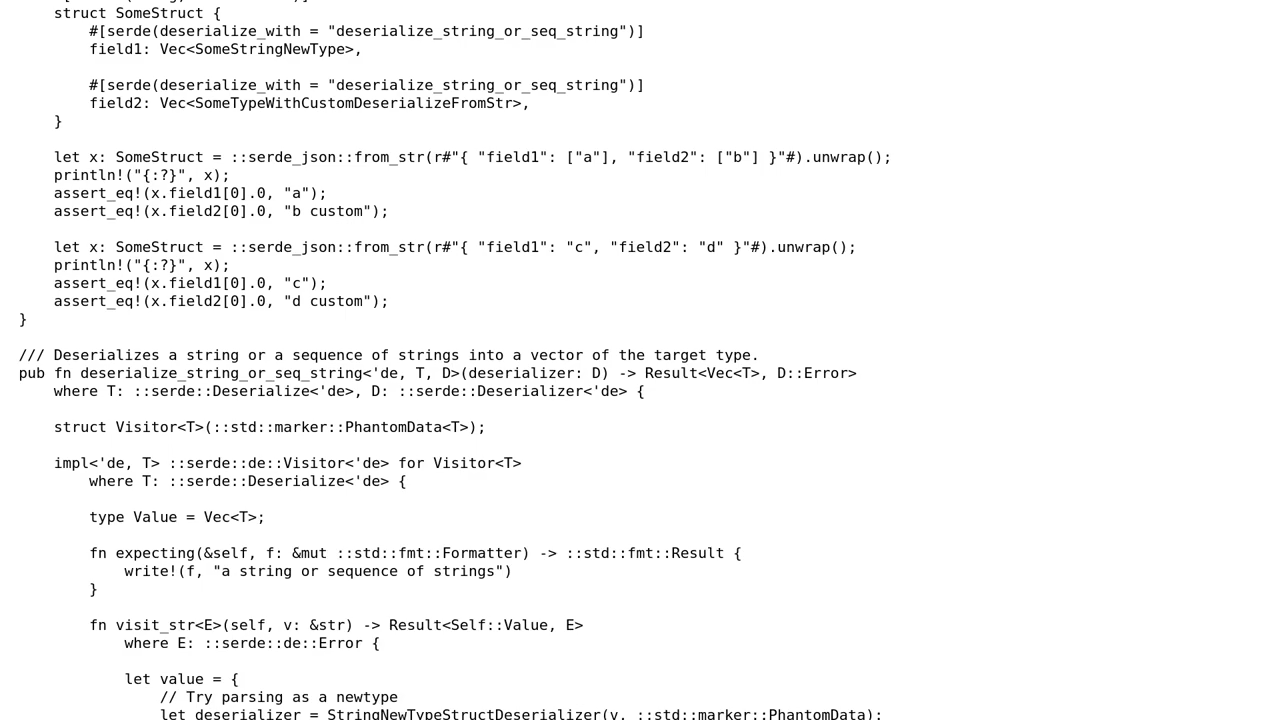 struct SomeStruct {
#[serde(deserialize_with = "deserialize_string_or_seq_string")]
field1: Vec<SomeStringNewType>,
#[serde(deserialize_with = "deserialize_string_or_seq_string")]
field2: Vec<SomeTypeWithCustomDeserializeFromStr>,
}
let x: SomeStruct = ::serde_json::from_str(r#"{ "field1": ["a"], "field2": ["b"] }"#).unwrap();
println!("{:?}", x);
assert_eq!(x.field1[0].0, "a");
assert_eq!(x.field2[0].0, "b custom");
let x: SomeStruct = ::serde_json::from_str(r#"{ "field1": "c", "field2": "d" }"#).unwrap();
println!("{:?}", x);
assert_eq!(x.field1[0].0, "c");
assert_eq!(x.field2[0].0, "d custom");
}
/// Deserializes a string or a sequence of strings into a vector of the target type.
pub fn deserialize_string_or_seq_string<'de, T, D>(deserializer: D) -> Result<Vec<T>, D::Error>
where T: ::serde::Deserialize<'de>, D: ::serde::Deserializer<'de> {
struct Visitor<T>(::std::marker::PhantomData<T>);
impl<'de, T> ::serde::de::Visitor<'de> for Visitor<T>
where T: ::serde::Deserialize<'de> {
type Value = Vec<T>;
fn expecting(&self, f: &mut ::std::fmt::Formatter) -> ::std::fmt::Result {
write!(f, "a string or sequence of strings")
}
fn visit_str<E>(self, v: &str) -> Result<Self::Value, E>
where E: ::serde::de::Error {
let value = {
// Try parsing as a newtype
let deserializer = StringNewTypeStructDeserializer(v, ::std::marker::PhantomData);